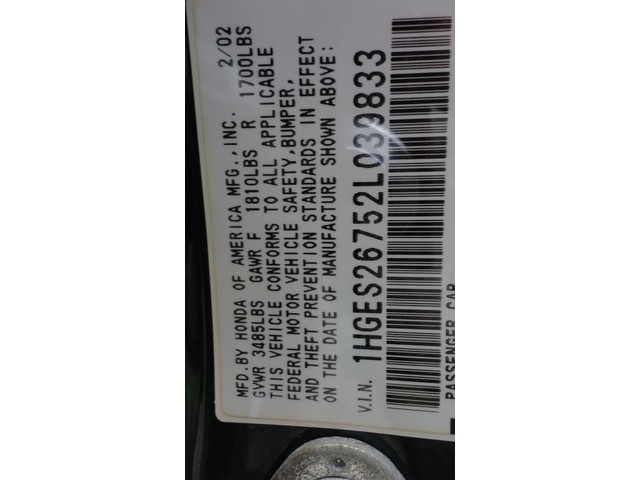 MFD. BY HONDA OF AMERICA MFG., INC. 2/02
GVWR 3485LBS GAWR F 1810LBS R 1700LBS
THIS VEHICLE CONFORMS TO ALL APPLICABLE
FEDERAL MOTOR VEHICLE SAFETY, BUMPER,
AND THEFT PREVENTION STANDARDS IN EFFECT
ON THE DATE OF MANUFACTURE SHOWN ABOVE:
V.I.N. 1HGES26752L039833
PASSENGER CAR